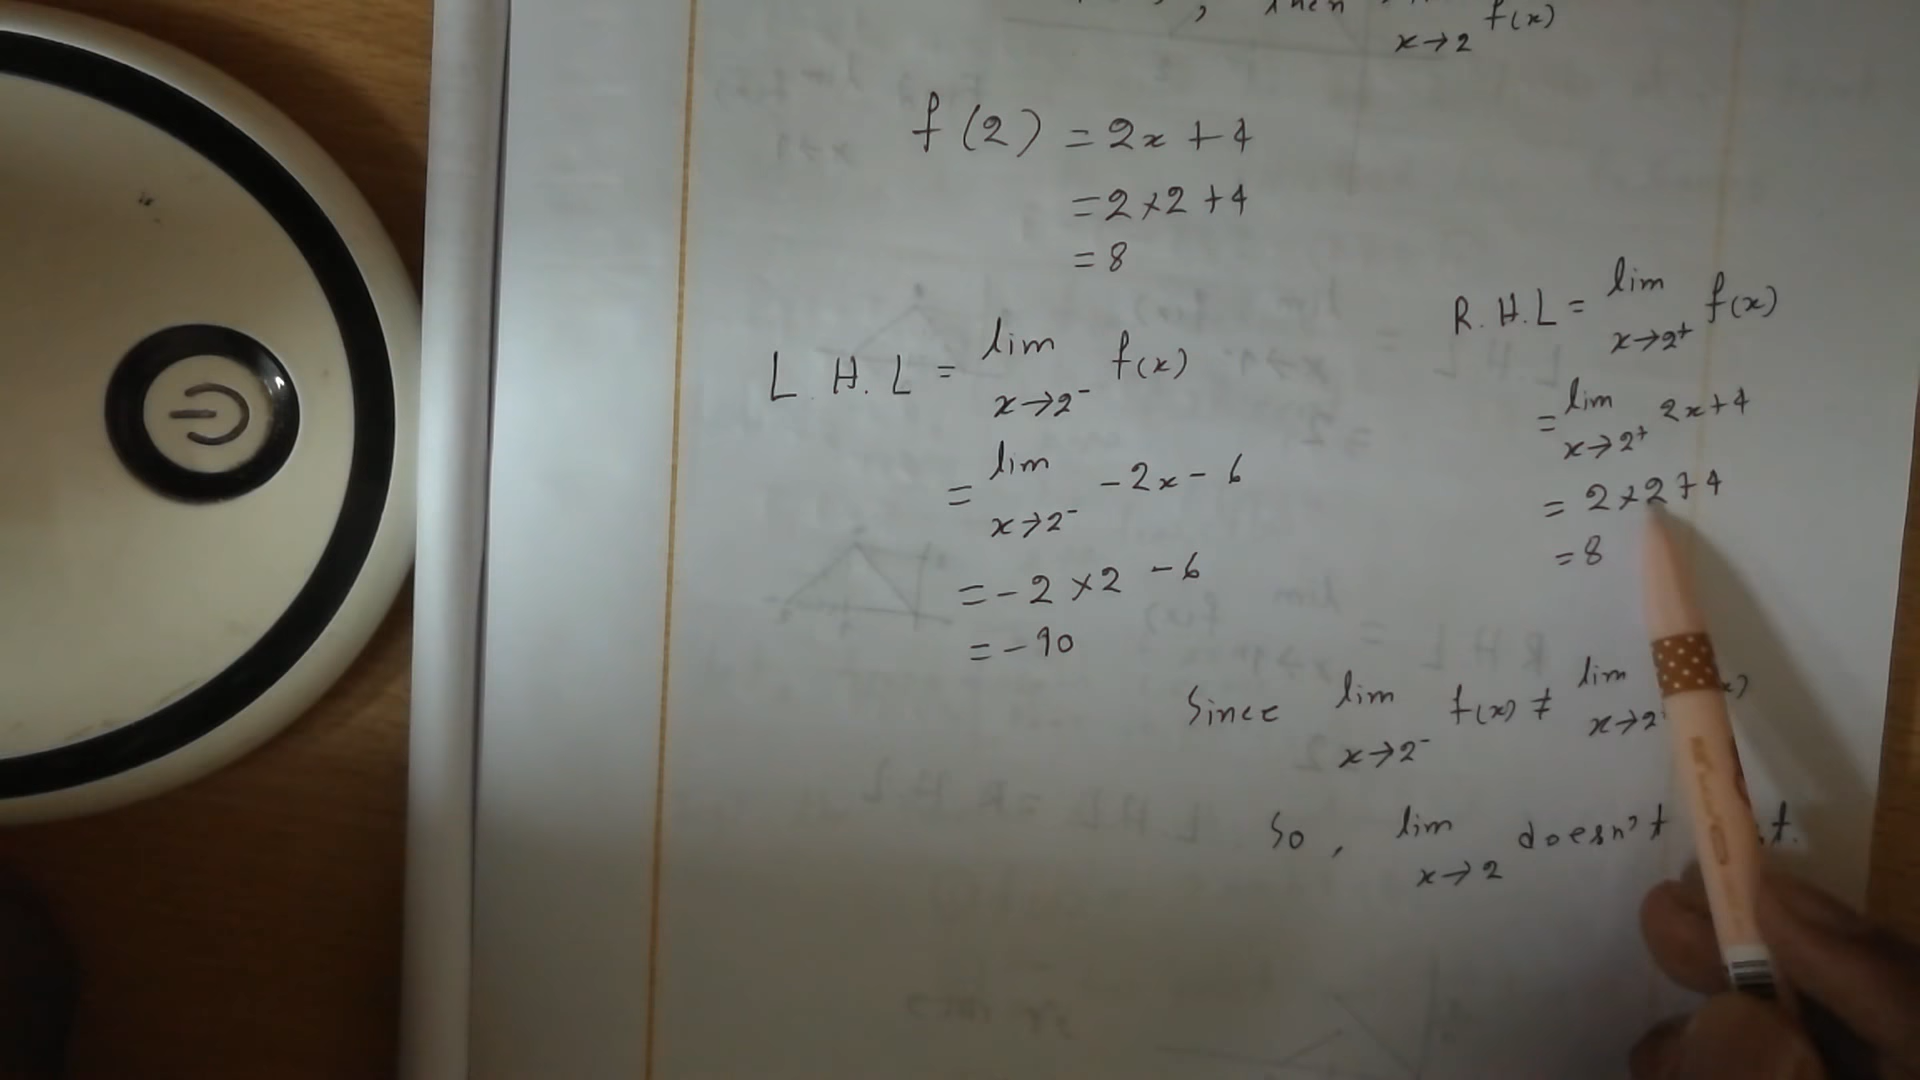 , then
x→2 f(x)
f(2) = 2x + 4
= 2×2 + 4
= 8
L.H.L = lim f(x)
x→2⁻
= lim -2x - 6
x→2⁻
= -2 × 2 - 6
= -10
R.H.L = lim f(x)
x→2⁺
= lim 2x+4
x→2⁺
= 2×2+4
= 8
Since lim f(x) ≠ lim
x→2⁻ x→2
So, lim doesn't
x→2